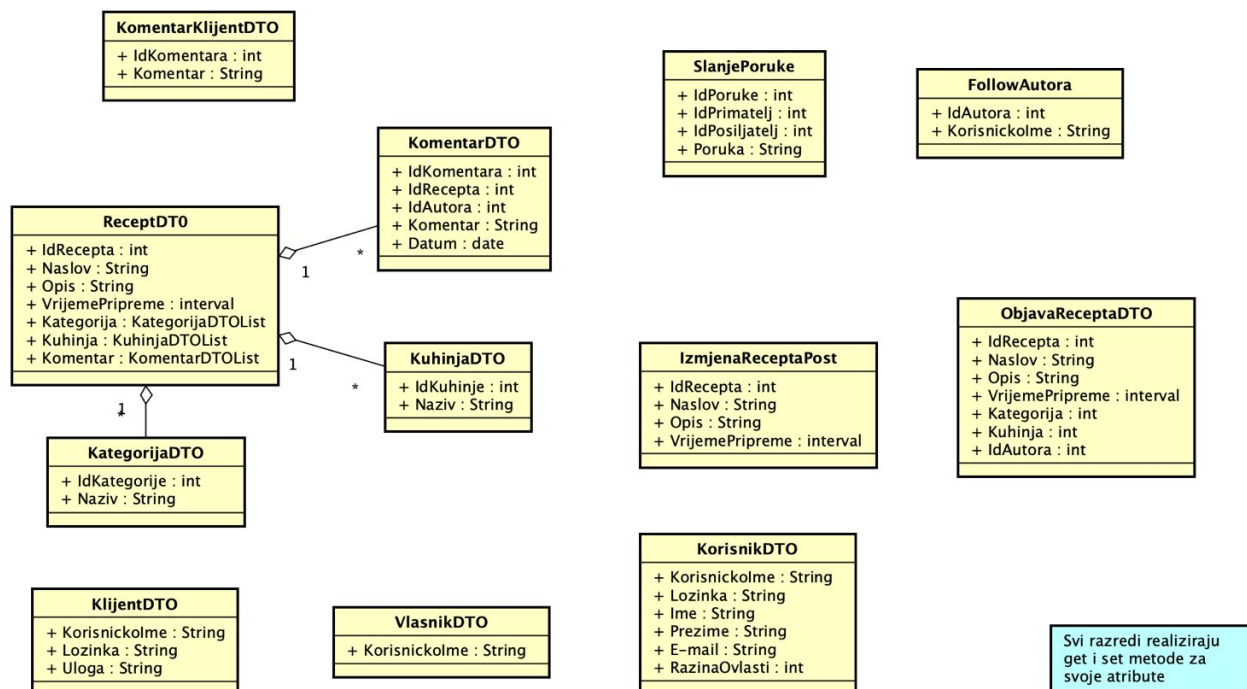 KomentarKlijentDTO
+ IdKomentara : int
+ Komentar : String
SlanjePoruke
+ IdPoruke : int
+ IdPrimatelj : int
+ IdPosiljatelj : int
+ Poruka : String
FollowAutora
+ IdAutora : int
+ KorisnickoIme : String
KomentarDTO
+ IdKomentara : int
+ IdRecepta : int
+ IdAutora : int
+ Komentar : String
+ Datum : date
ReceptDT0
+ IdRecepta : int
+ Naslov : String
+ Opis : String
+ VrijemePripreme : interval
+ Kategorija : KategorijaDTOList
+ Kuhinja : KuhinjaDTOList
+ Komentar : KomentarDTOList
1
*
1
*
1
*
KuhinjaDTO
+ IdKuhinje : int
+ Naziv : String
KategorijaDTO
+ IdKategorije : int
+ Naziv : String
IzmjenaReceptaPost
+ IdRecepta : int
+ Naslov : String
+ Opis : String
+ VrijemePripreme : interval
ObjavaReceptaDTO
+ IdRecepta : int
+ Naslov : String
+ Opis : String
+ VrijemePripreme : interval
+ Kategorija : int
+ Kuhinja : int
+ IdAutora : int
KlijentDTO
+ KorisnickoIme : String
+ Lozinka : String
+ Uloga : String
VlasnikDTO
+ KorisnickoIme : String
KorisnikDTO
+ KorisnickoIme : String
+ Lozinka : String
+ Ime : String
+ Prezime : String
+ E-mail : String
+ RazinaOvlasti : int
Svi razredi realiziraju
get i set metode za
svoje atribute